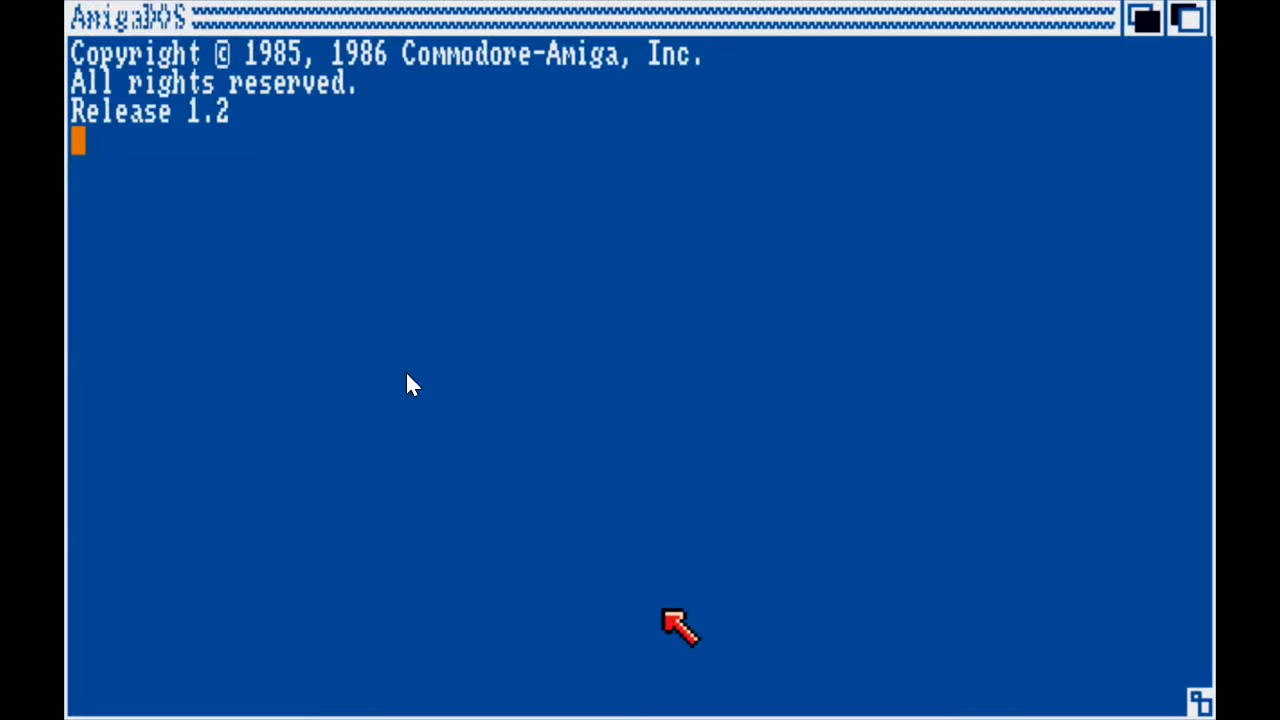 AmigaDOS
Copyright © 1985, 1986 Commodore-Amiga, Inc.
All rights reserved.
Release 1.2